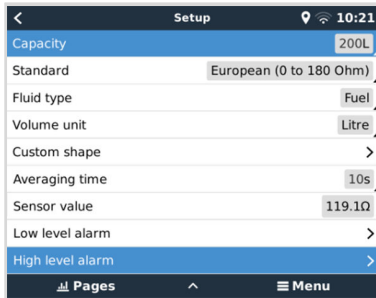 Setup 10:21
Capacity 200L
Standard European (0 to 180 Ohm)
Fluid type Fuel
Volume unit Litre
Custom shape
Averaging time 10s
Sensor value 119.1Ω
Low level alarm
High level alarm
Pages Menu